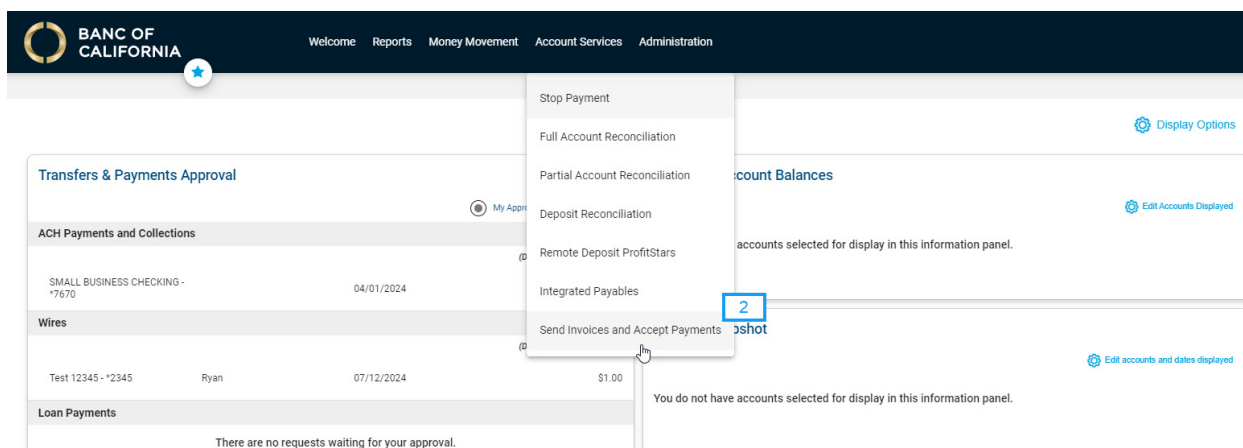 BANC OF
CALIFORNIA
Welcome Reports Money Movement Account Services Administration
Stop Payment
Full Account Reconciliation
Partial Account Reconciliation
Deposit Reconciliation
Remote Deposit ProfitStars
Integrated Payables
Send Invoices and Accept Payments
2
Display Options
Transfers & Payments Approval
My
ACH Payments and Collections
SMALL BUSINESS CHECKING -
*7670 04/01/2024
Wires
Test 12345 - *2345 Ryan 07/12/2024 $1.00
Loan Payments
There are no requests waiting for your approval.
Balances
Edit Accounts Displayed
accounts selected for display in this information panel.
Edit accounts and dates displayed
You do not have accounts selected for display in this information panel.